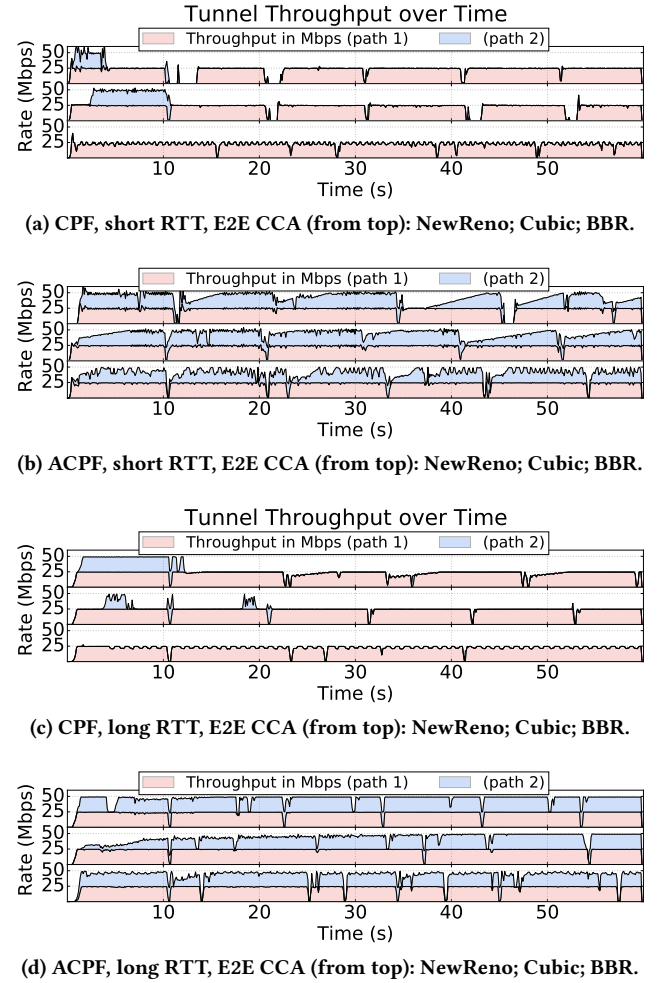 Tunnel Throughput over Time
Throughput in Mbps (path 1) (path 2)
Rate (Mbps)
50
25
50
25
50
25
10 20 30 40 50
Time (s)
(a) CPF, short RTT, E2E CCA (from top): NewReno; Cubic; BBR.
Throughput in Mbps (path 1) (path 2)
Rate (Mbps)
50
25
50
25
50
25
10 20 30 40 50
Time (s)
(b) ACPF, short RTT, E2E CCA (from top): NewReno; Cubic; BBR.
Tunnel Throughput over Time
Throughput in Mbps (path 1) (path 2)
Rate (Mbps)
50
25
50
25
50
25
10 20 30 40 50
Time (s)
(c) CPF, long RTT, E2E CCA (from top): NewReno; Cubic; BBR.
Throughput in Mbps (path 1) (path 2)
Rate (Mbps)
50
25
50
25
50
25
10 20 30 40 50
Time (s)
(d) ACPF, long RTT, E2E CCA (from top): NewReno; Cubic; BBR.